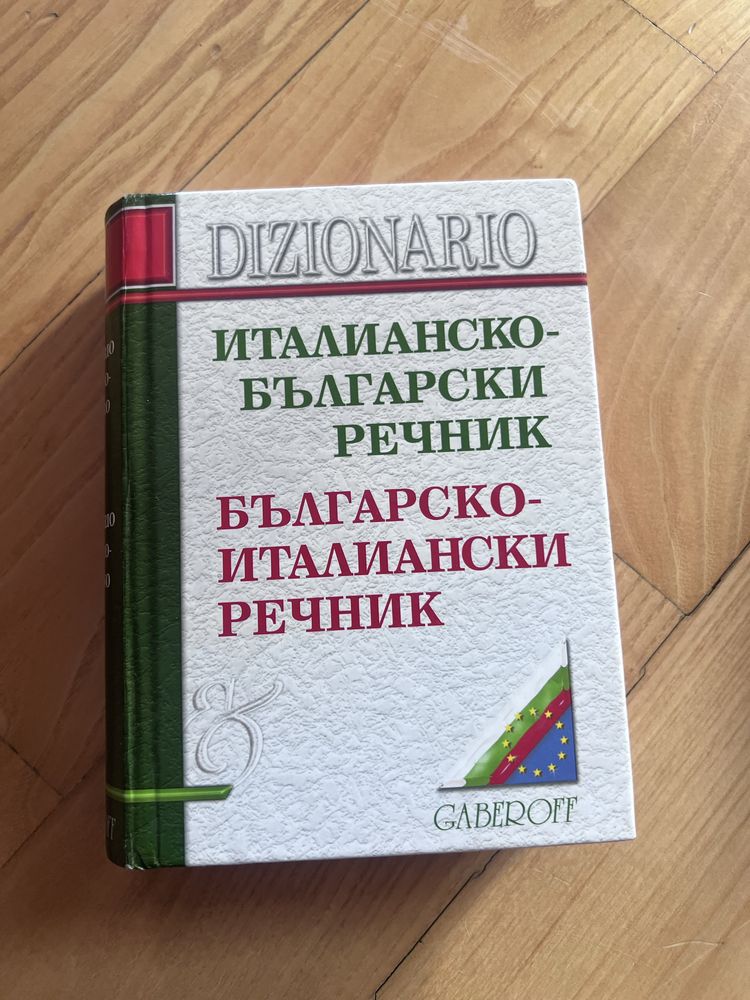 DIZIONARIO
ИТАЛИАНСКО-
БЪЛГАРСКИ
РЕЧНИК
БЪЛГАРСКО-
ИТАЛИАНСКИ
РЕЧНИК
&
GABEROFF